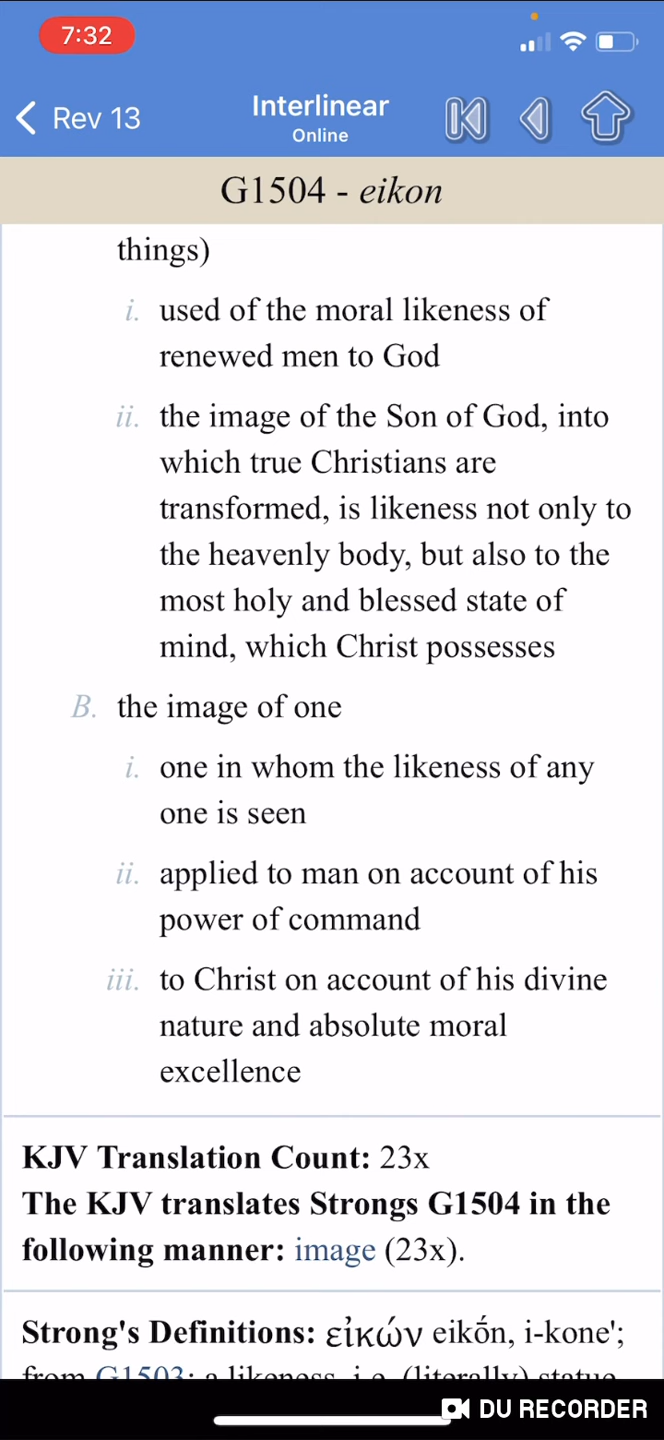 7:32
Rev 13
Interlinear
Online
G1504 - eikon
things)
i. used of the moral likeness of
renewed men to God
ii. the image of the Son of God, into
which true Christians are
transformed, is likeness not only to
the heavenly body, but also to the
most holy and blessed state of
mind, which Christ possesses
B. the image of one
i. one in whom the likeness of any
one is seen
ii. applied to man on account of his
power of command
iii. to Christ on account of his divine
nature and absolute moral
excellence
KJV Translation Count: 23x
The KJV translates Strongs G1504 in the
following manner: image (23x).
Strong's Definitions: εἰκών eikṓn, i-kone';
from G1503; a likeness, i.e. (literally) statue,
DU RECORDER